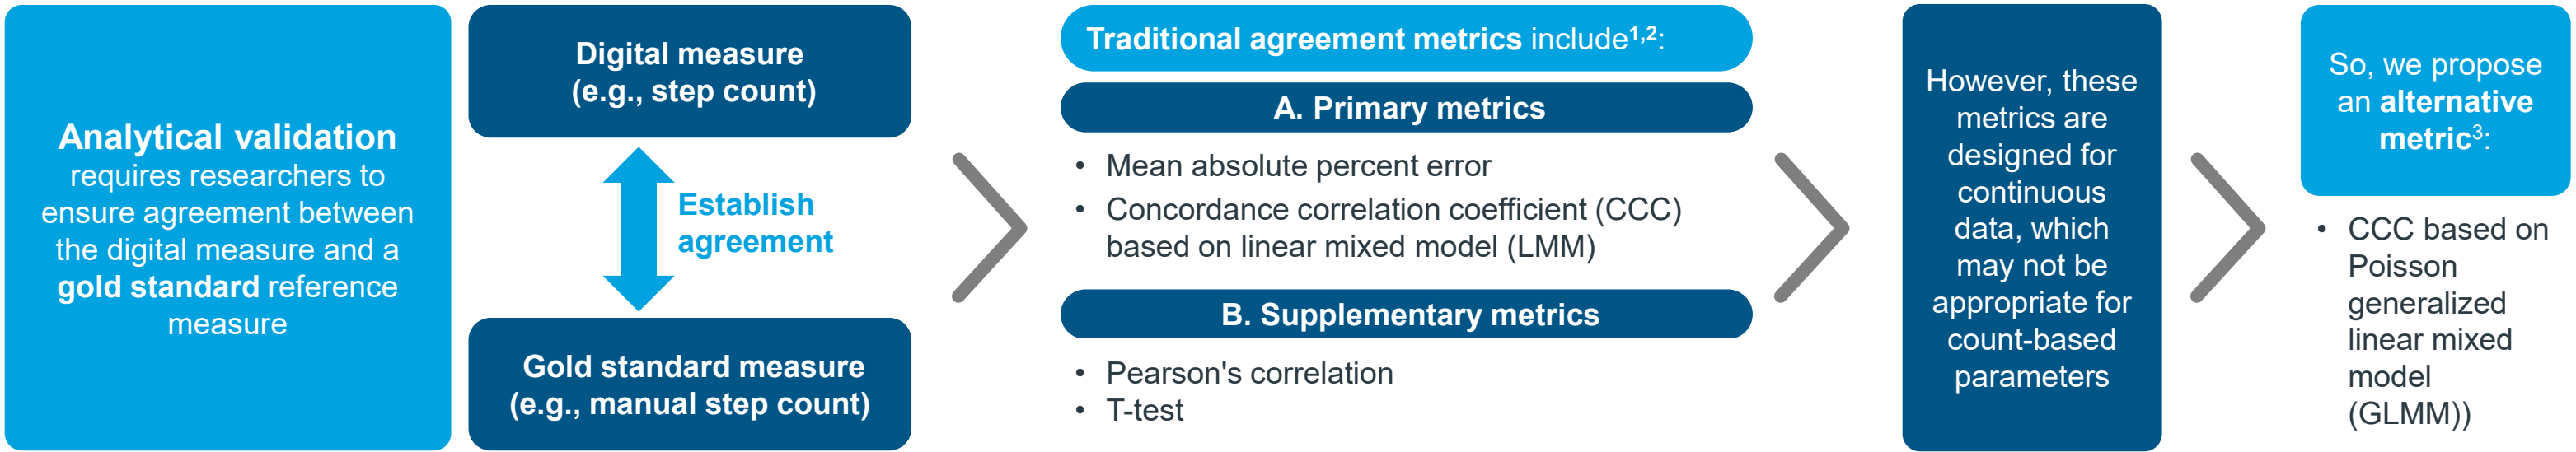 Analytical validation
requires researchers to
ensure agreement between
the digital measure and a
gold standard reference
measure
Digital measure
(e.g., step count)
Establish
agreement
Gold standard measure
(e.g., manual step count)
Traditional agreement metrics include1,2:
A. Primary metrics
• Mean absolute percent error
• Concordance correlation coefficient (CCC)
based on linear mixed model (LMM)
B. Supplementary metrics
• Pearson's correlation
• T-test
However, these
metrics are
designed for
continuous
data, which
may not be
appropriate for
count-based
parameters
So, we propose
an alternative
metric3:
• CCC based on
Poisson
generalized
linear mixed
model
(GLMM))